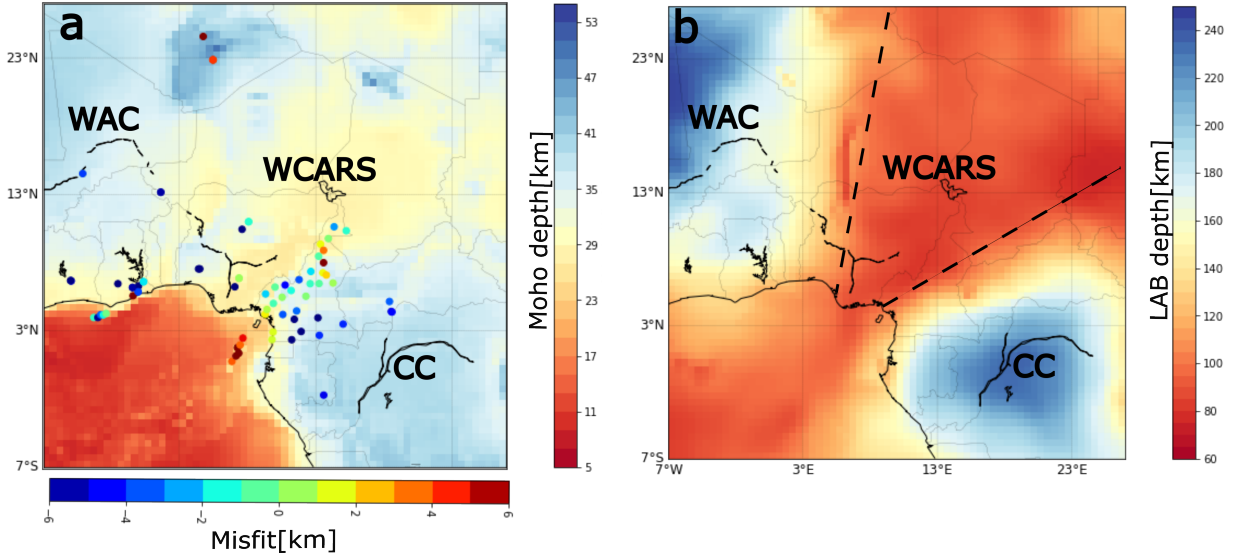 a
23°N
13°N
3°N
7°S
WAC
WCARS
CC
53
47
41
35
29
23
17
11
5
Moho depth[km]
−6
−4
−2
0
2
4
6
Misfit[km]
b
23°N
13°N
3°N
7°S
7°W
3°E
13°E
23°E
WAC
WCARS
CC
240
220
200
180
160
140
120
100
80
60
LAB depth[km]